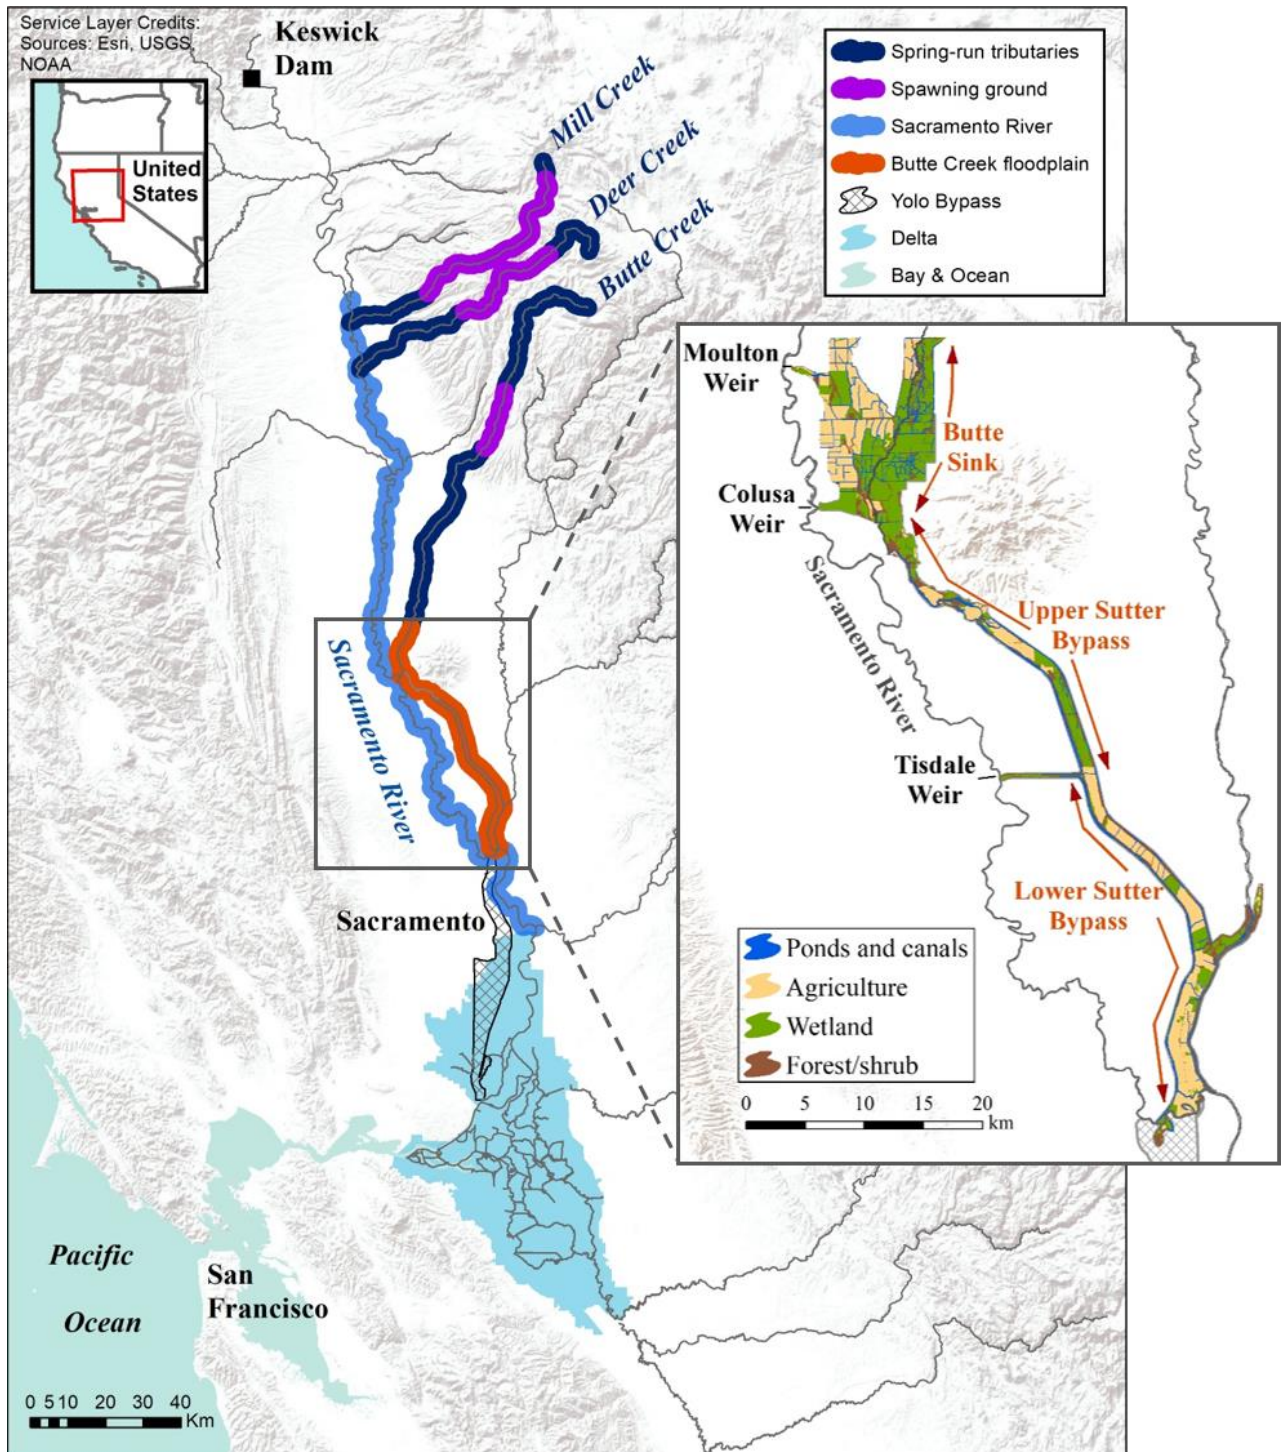 Service Layer Credits:
Sources: Esri, USGS,
NOAA
Keswick
Dam
United
States
Mill Creek
Deer Creek
Butte Creek
Spring-run tributaries
Spawning ground
Sacramento River
Butte Creek floodplain
Yolo Bypass
Delta
Bay & Ocean
Moulton
Weir
Butte
Sink
Colusa
Weir
Sacramento River
Upper Sutter
Bypass
Tisdale
Weir
Lower Sutter
Bypass
Ponds and canals
Agriculture
Wetland
Forest/shrub
0 5 10 15 20
km
Sacramento River
Sacramento
Pacific
Ocean
San
Francisco
0 5 10 20 30 40
Km